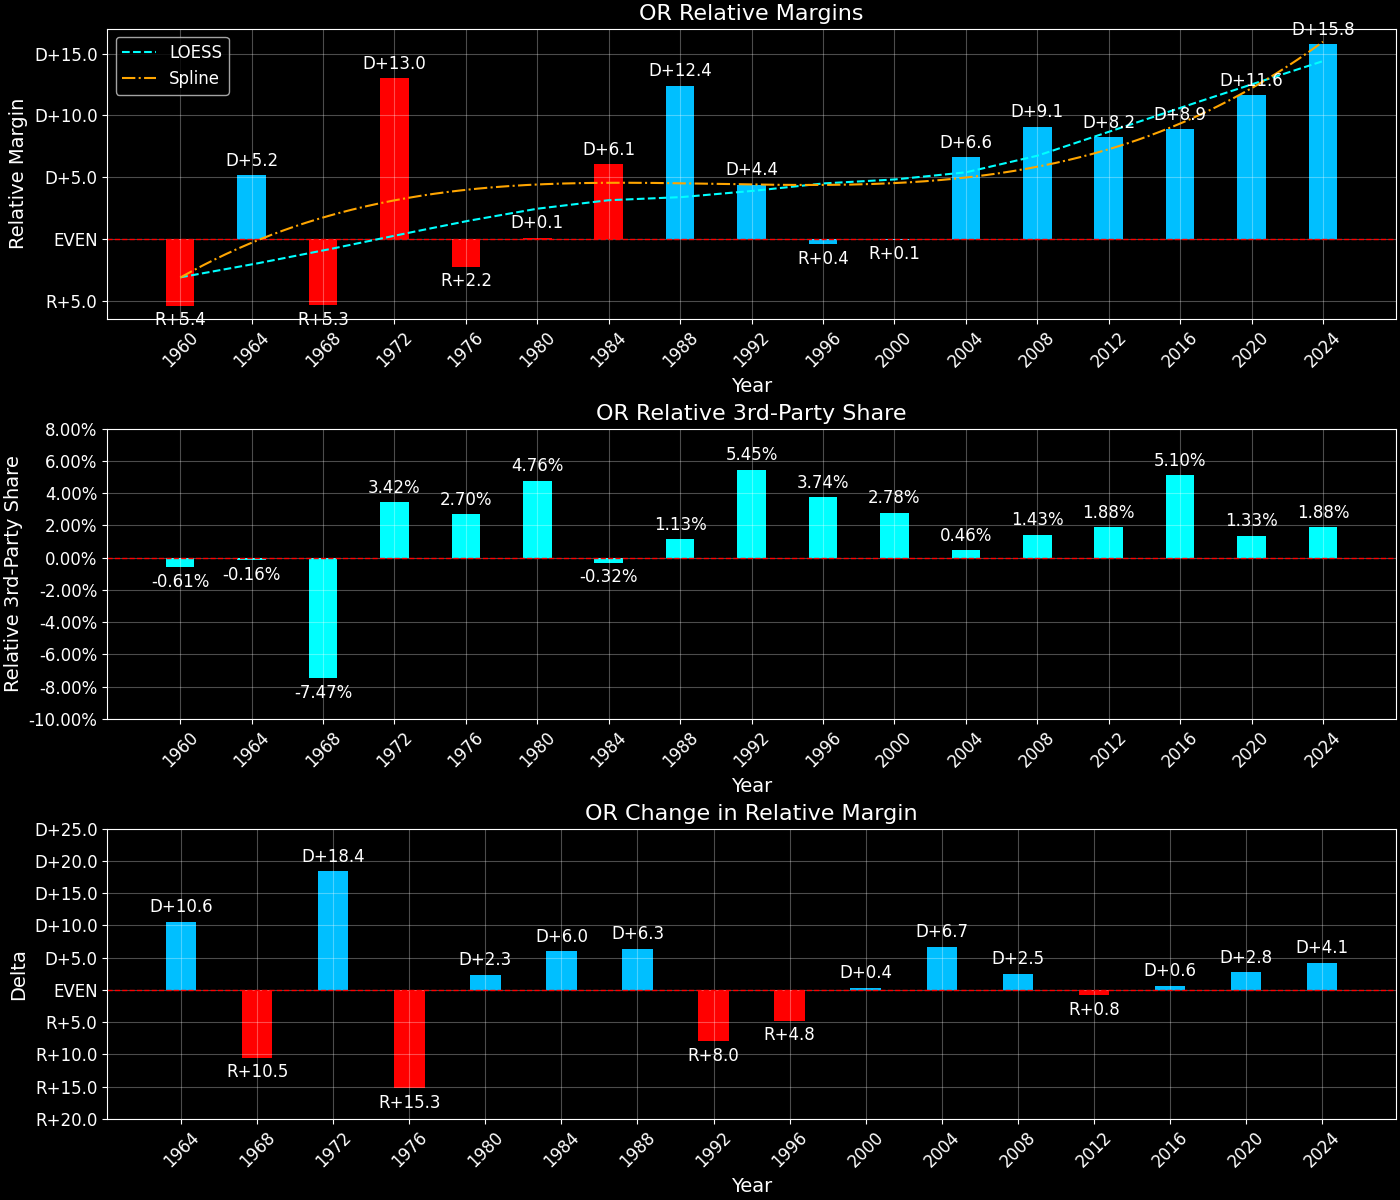 OR Relative Margins
LOESS
Spline
Relative Margin
D+15.0
D+10.0
D+5.0
EVEN
R+5.0
R+5.4
D+5.2
R+5.3
D+13.0
R+2.2
D+0.1
D+6.1
D+12.4
D+4.4
R+0.4
R+0.1
D+6.6
D+9.1
D+8.2
D+8.9
D+11.6
D+15.8
1960 1964 1968 1972 1976 1980 1984 1988 1992 1996 2000 2004 2008 2012 2016 2020 2024
Year
OR Relative 3rd-Party Share
Relative 3rd-Party Share
8.00%
6.00%
4.00%
2.00%
0.00%
-2.00%
-4.00%
-6.00%
-8.00%
-10.00%
-0.61%
-0.16%
-7.47%
3.42%
2.70%
4.76%
-0.32%
1.13%
5.45%
3.74%
2.78%
0.46%
1.43%
1.88%
5.10%
1.33%
1.88%
1960 1964 1968 1972 1976 1980 1984 1988 1992 1996 2000 2004 2008 2012 2016 2020 2024
Year
OR Change in Relative Margin
Delta
D+25.0
D+20.0
D+15.0
D+10.0
D+5.0
EVEN
R+5.0
R+10.0
R+15.0
R+20.0
D+10.6
R+10.5
D+18.4
R+15.3
D+2.3
D+6.0
D+6.3
R+8.0
R+4.8
D+0.4
D+6.7
D+2.5
R+0.8
D+0.6
D+2.8
D+4.1
1964 1968 1972 1976 1980 1984 1988 1992 1996 2000 2004 2008 2012 2016 2020 2024
Year